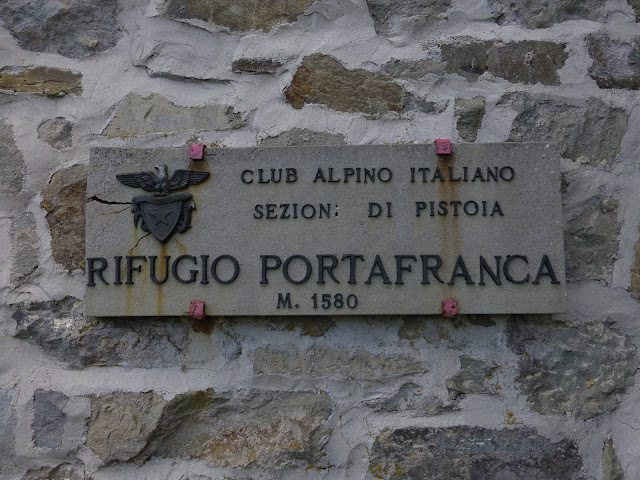 CLUB ALPINO ITALIANO
SEZION: DI PISTOIA
RIFUGIO PORTAFRANCA
M. 1580